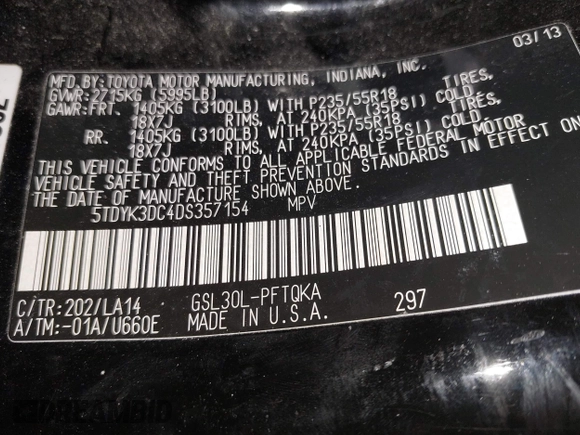 03/13
MFD. BY: TOYOTA MOTOR MANUFACTURING, INDIANA, INC.
GVWR: 2715KG (5995LB)
GAWR: FRT. 1405KG (3100LB) WITH P235/55R18 TIRES,
18X7J RIMS, AT 240KPA (35PSI) COLD.
RR. 1405KG (3100LB) WITH P235/55R18 TIRES,
18X7J RIMS, AT 240KPA (35PSI) COLD.
THIS VEHICLE CONFORMS TO ALL APPLICABLE FEDERAL MOTOR
VEHICLE SAFETY AND THEFT PREVENTION STANDARDS IN EFFECT ON
THE DATE OF MANUFACTURE SHOWN ABOVE.
5TDYK3DC4DS357154 MPV
C/TR: 202/LA14 GSL30L-PFTQKA
A/TM: -01A/U660E MADE IN U.S.A. 297
DREAMBID